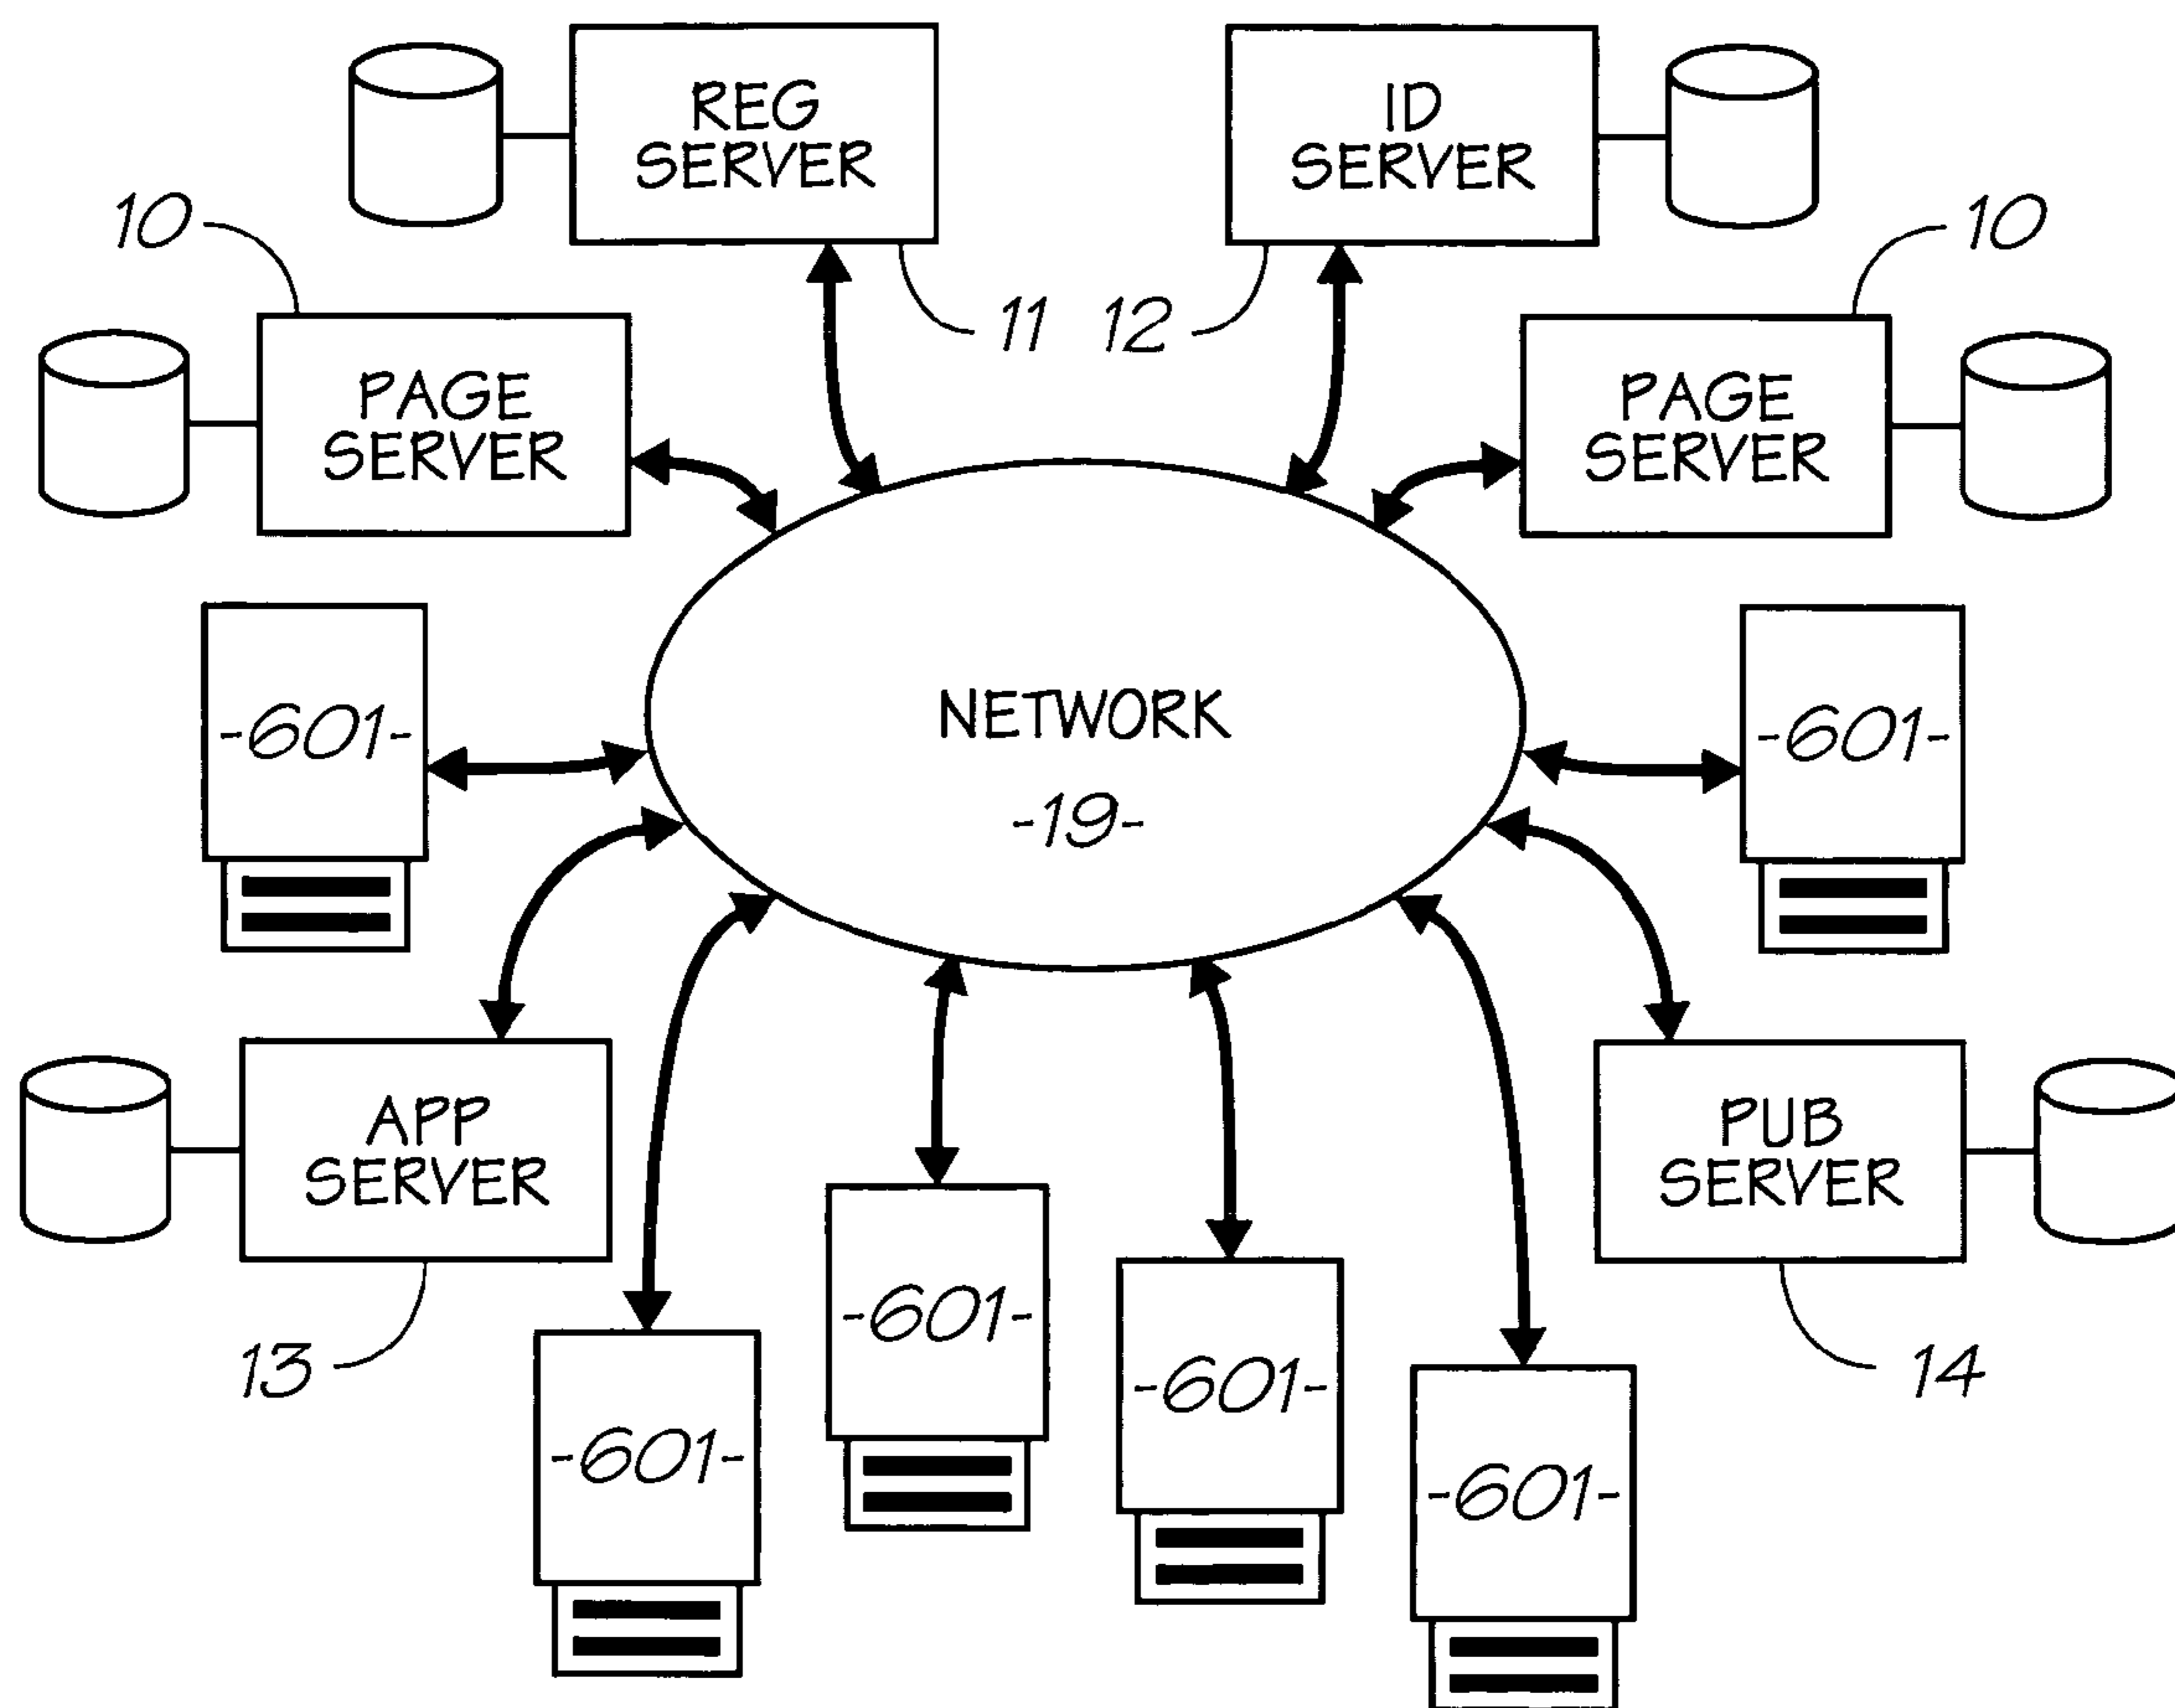 REG
SERVER
ID
SERVER
10
10
11
12
PAGE
SERVER
PAGE
SERVER
-601-
NETWORK
-19-
-601-
APP
SERVER
PUB
SERVER
13
-601-
-601-
-601-
-601-
14